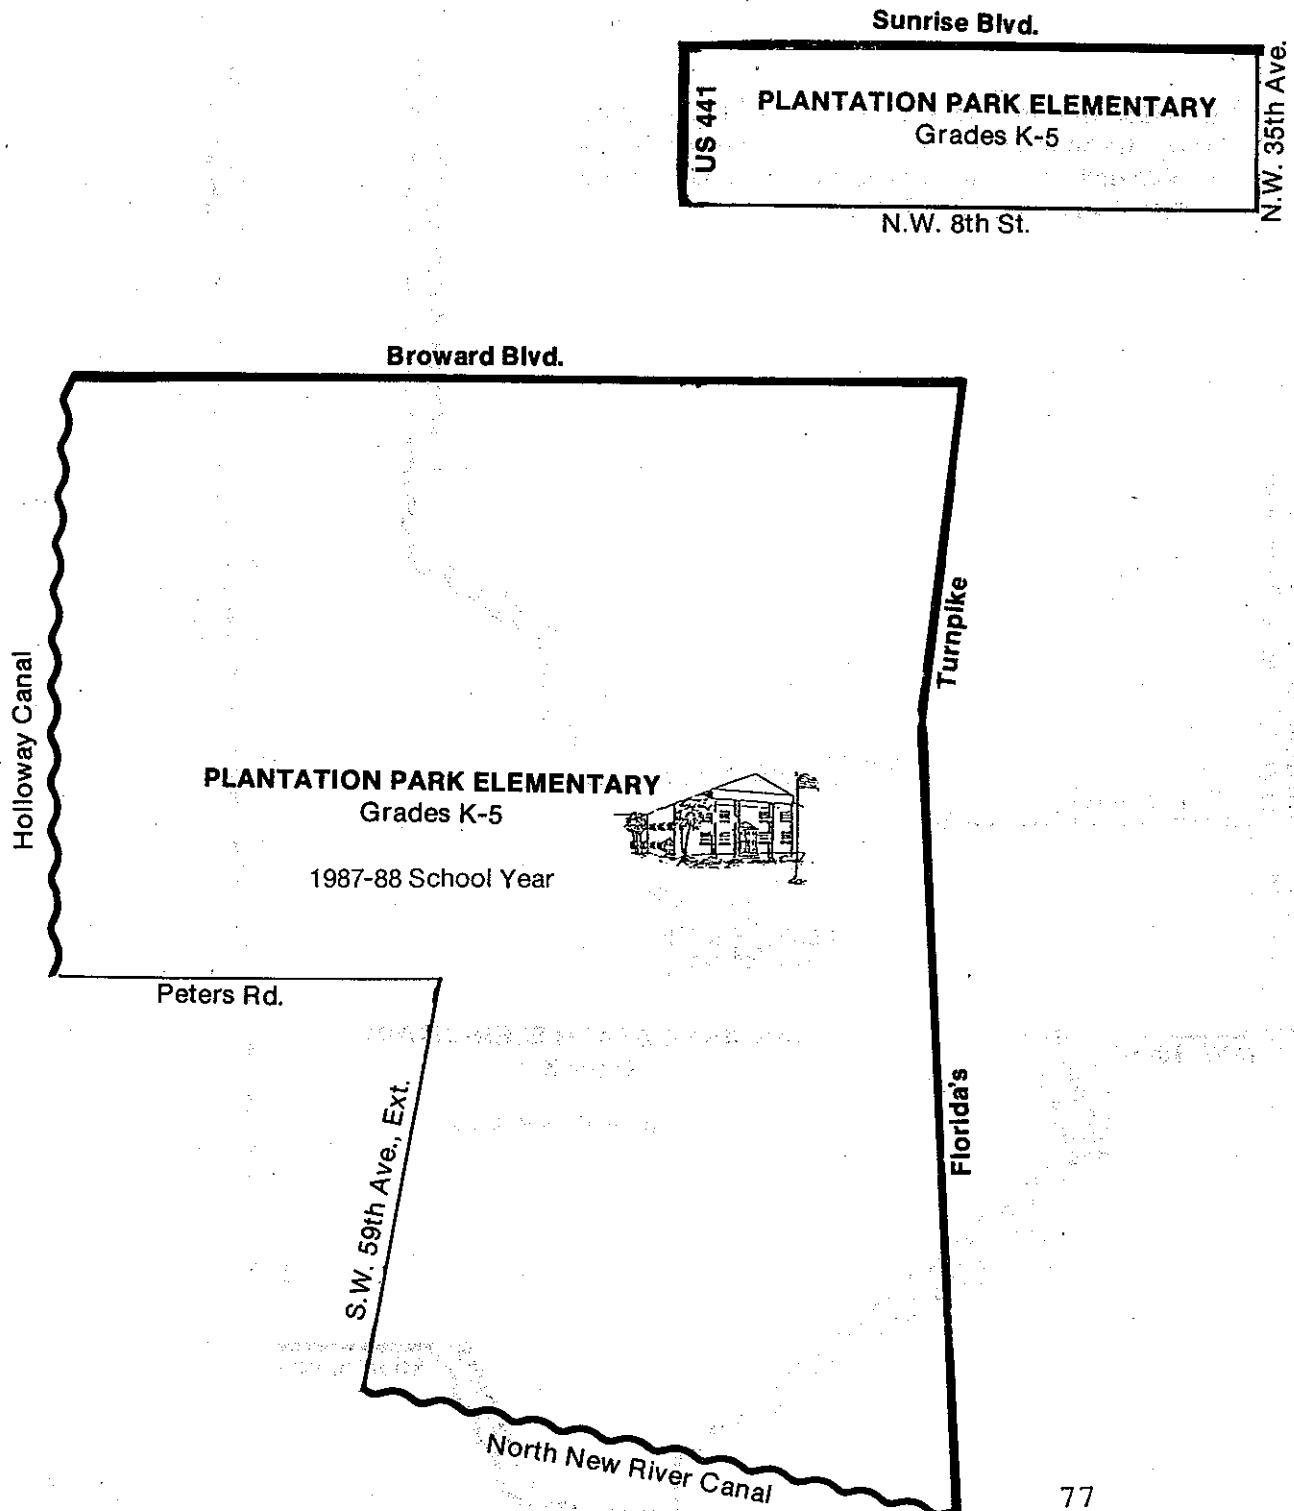 Sunrise Blvd.
US 441
PLANTATION PARK ELEMENTARY
Grades K-5
N.W. 35th Ave.
N.W. 8th St.
Broward Blvd.
Holloway Canal
Turnpike
PLANTATION PARK ELEMENTARY
Grades K-5
1987-88 School Year
Peters Rd.
S.W. 59th Ave., Ext.
Florida's
North New River Canal
77